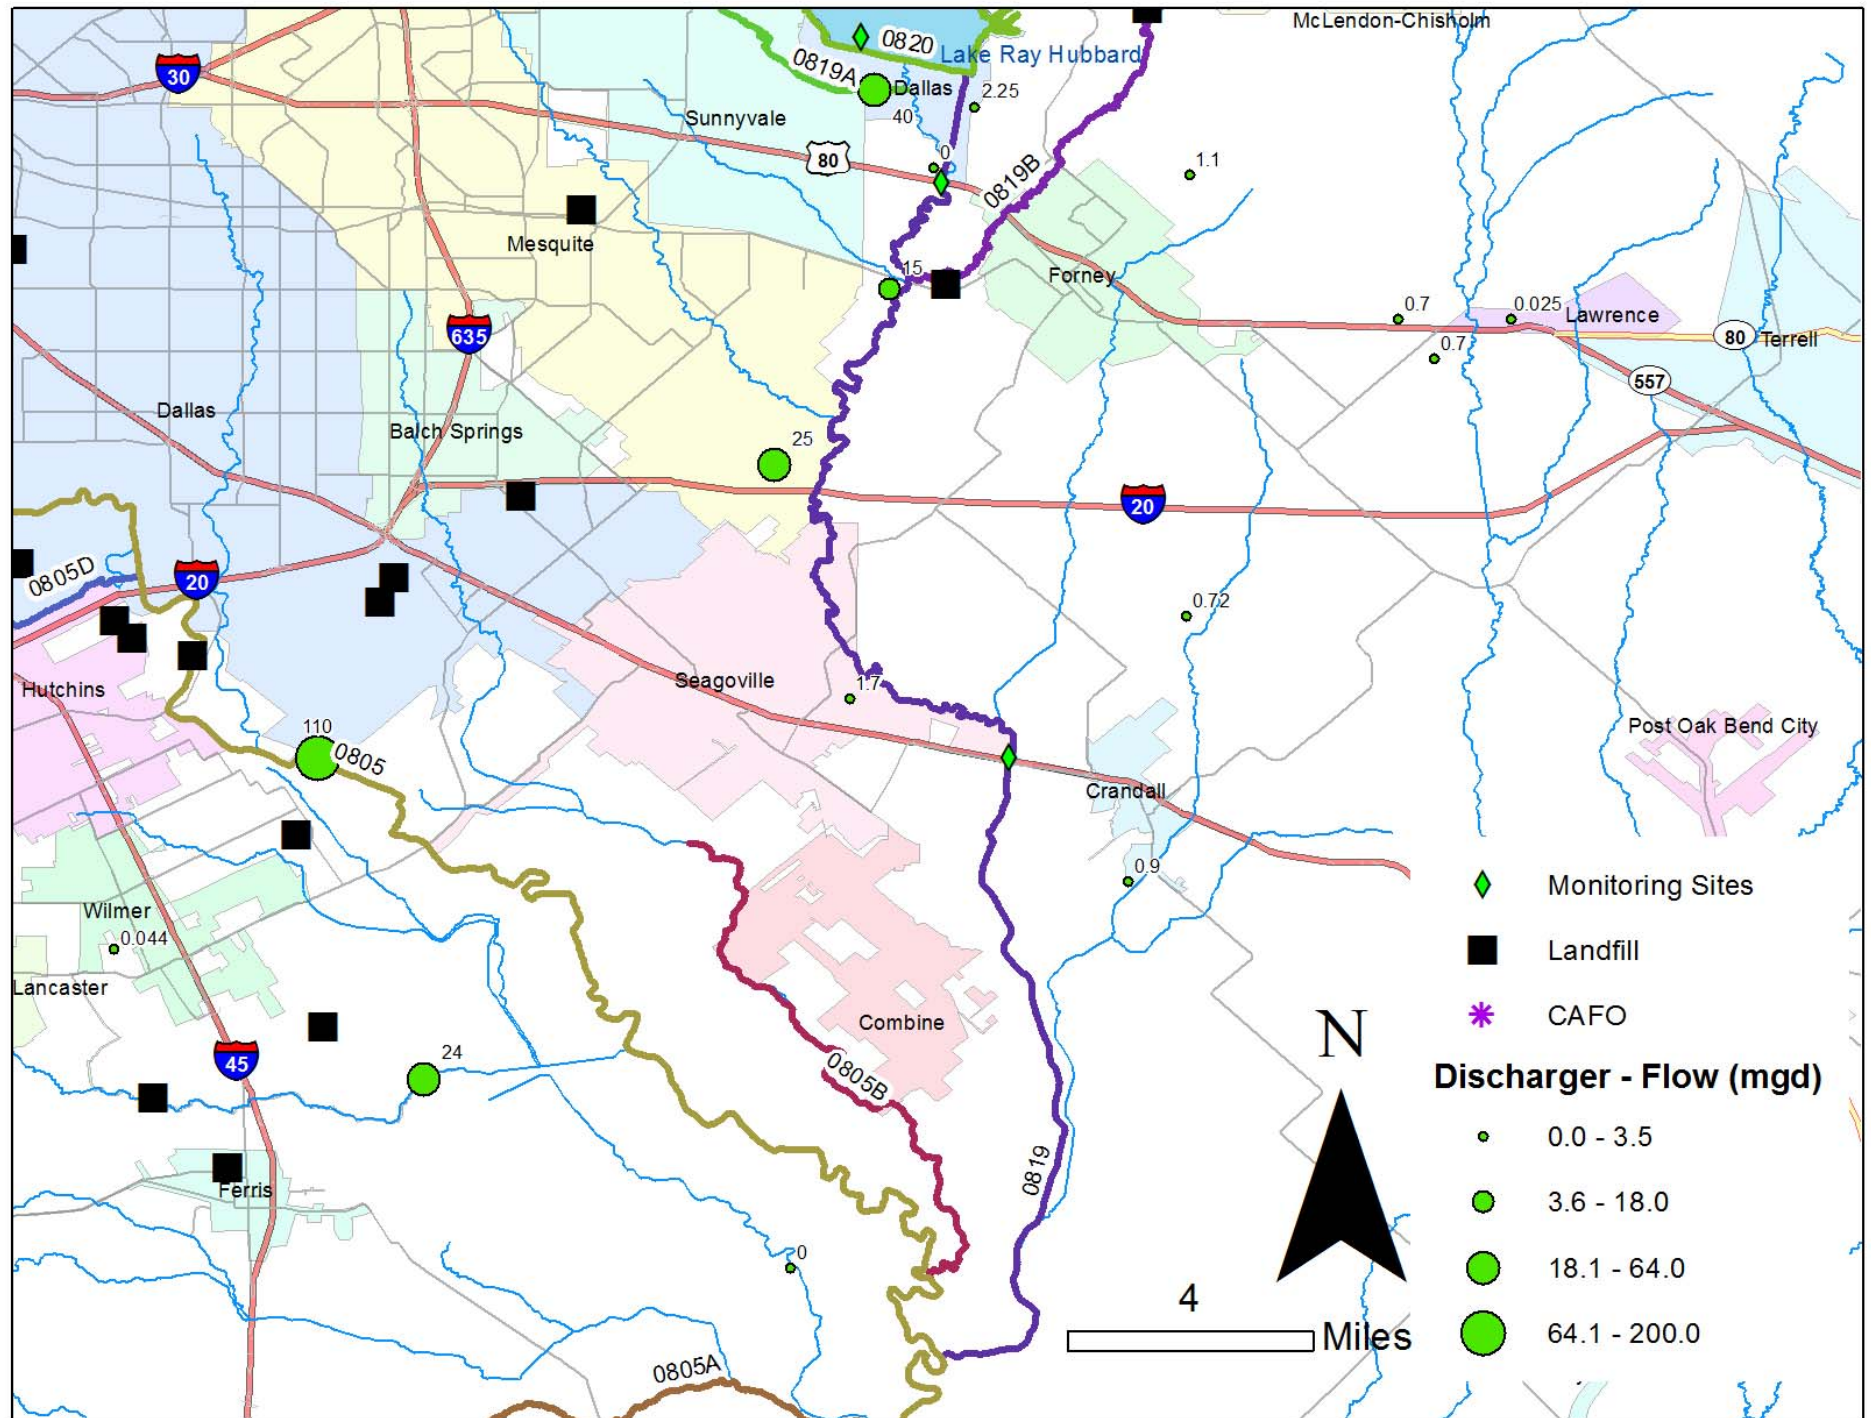 McLendon-Chisholm
30
0820
Lake Ray Hubbard
0819A
Dallas
2.25
40
Sunnyvale
80
0
0819B
1.1
Mesquite
15
Forney
0.7
0.025
Lawrence
635
0.7
80
Terrell
557
Dallas
Balch Springs
25
20
0805D
20
0.72
Hutchins
Seagoville
1.7
110
0805
Post Oak Bend City
Crandall
0.9
Wilmer
0.044
Lancaster
Combine
45
24
0805B
Ferris
0819
0
0805A
Monitoring Sites
Landfill
CAFO
N
Discharger - Flow (mgd)
0.0 - 3.5
3.6 - 18.0
18.1 - 64.0
64.1 - 200.0
4
Miles